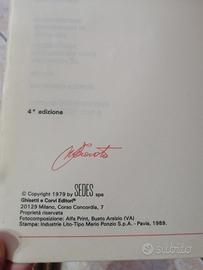 4ª edizione
© Copyright 1979 by SEDES spa
Ghisetti e Corvi Editori®
20129 Milano, Corso Concordia, 7
Proprietà riservata
Fotocomposizione: Alfa Print, Busto Arsizio (VA)
Stampa: Industrie Lito-Tipo Mario Ponzio S.p.A. - Pavia, 1989.
subito